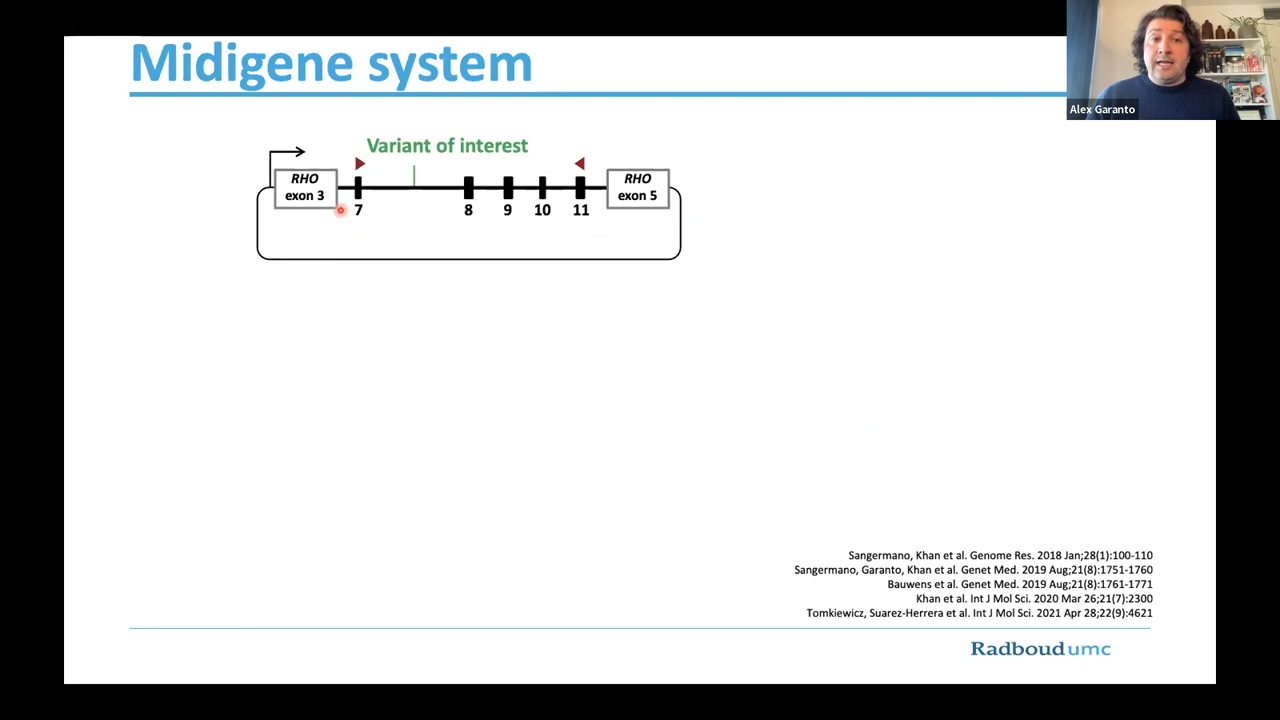 Midigene system
Alex Garanto
Variant of interest
RHO
exon 3
RHO
exon 5
7
8
9
10
11
Sangermano, Khan et al. Genome Res. 2018 Jan;28(1):100-110
Sangermano, Garanto, Khan et al. Genet Med. 2019 Aug;21(8):1751-1760
Bauwens et al. Genet Med. 2019 Aug;21(8):1761-1771
Khan et al. Int J Mol Sci. 2020 Mar 26;21(7):2300
Tomkiewicz, Suarez-Herrera et al. Int J Mol Sci. 2021 Apr 28;22(9):4621
Radboudumc